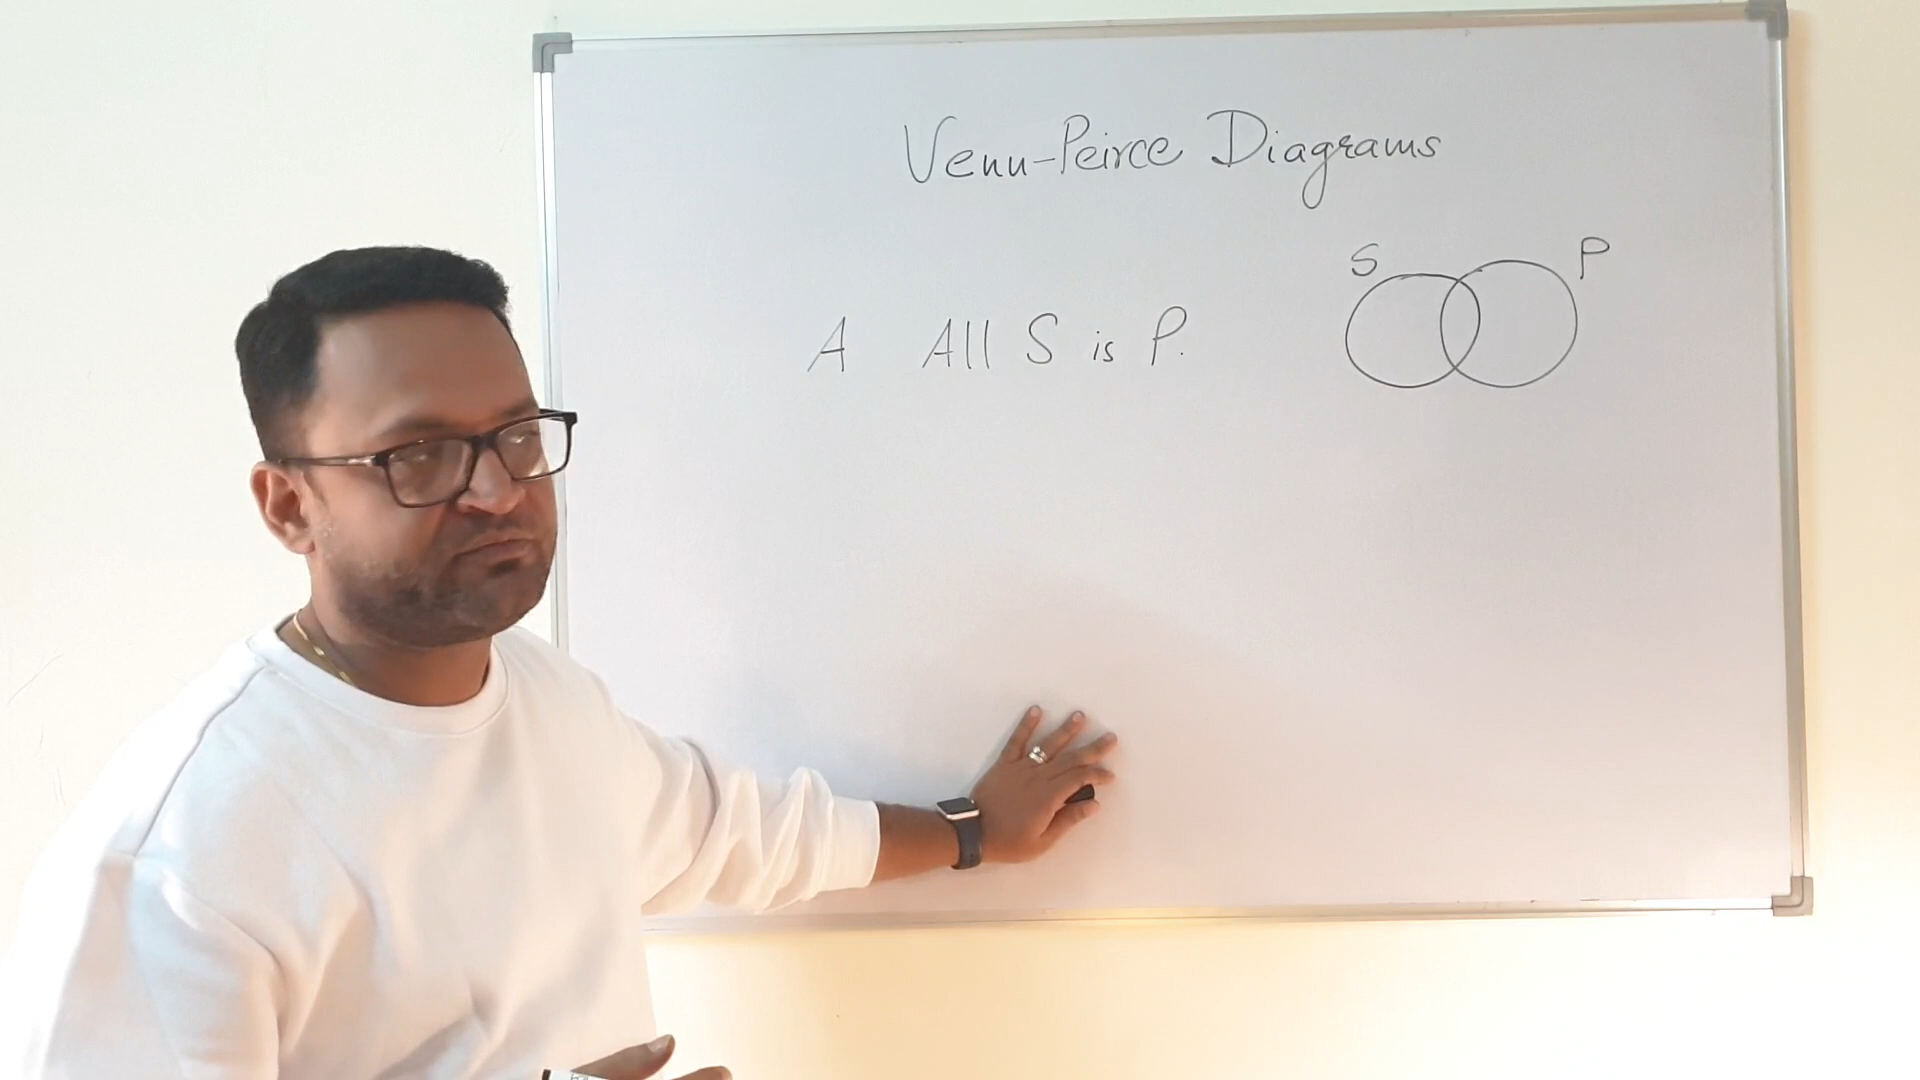 Venn-Peirce Diagrams
S P
A All S is P.